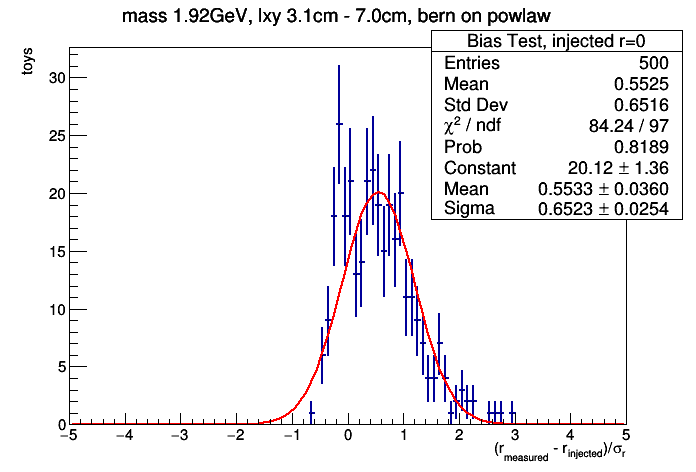 mass 1.92GeV, lxy 3.1cm - 7.0cm, bern on powlaw
Bias Test, injected r=0
Entries 500
Mean 0.5525
Std Dev 0.6516
χ² / ndf 84.24 / 97
Prob 0.8189
Constant 20.12 ± 1.36
Mean 0.5533 ± 0.0360
Sigma 0.6523 ± 0.0254
toys
30
25
20
15
10
5
0
−5 −4 −3 −2 −1 0 1 2 3 4 5
(r_measured - r_injected)/σ_r